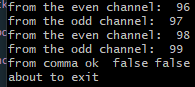 from the even channel:  96
from the odd channel:  97
from the even channel:  98
from the odd channel:  99
from comma ok  false false
about to exit